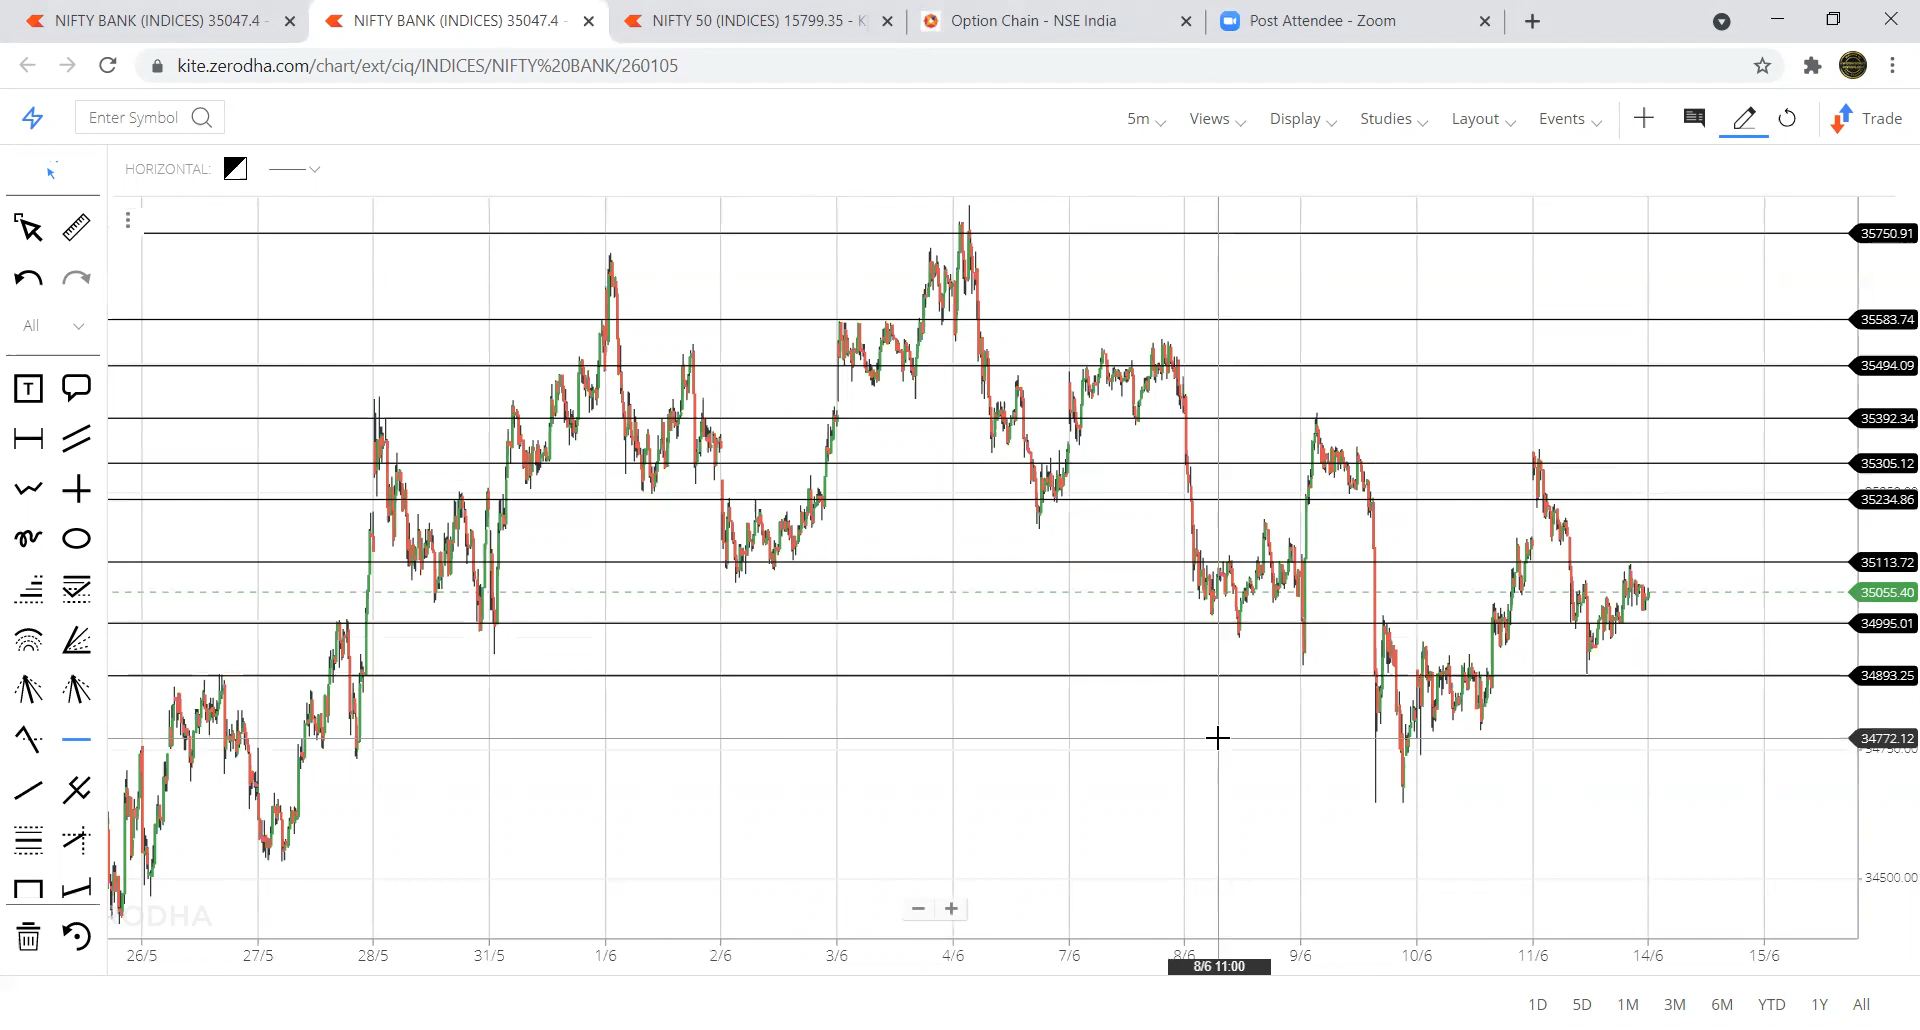 NIFTY BANK (INDICES) 35047.4 -
NIFTY BANK (INDICES) 35047.4 -
NIFTY 50 (INDICES) 15799.35 - K
Option Chain - NSE India
Post Attendee - Zoom
kite.zerodha.com/chart/ext/ciq/INDICES/NIFTY%20BANK/260105
Enter Symbol
5m
Views
Display
Studies
Layout
Events
Trade
HORIZONTAL:
All
T
35750.91
35583.74
35494.09
35392.34
35305.12
35234.86
35113.72
35055.40
34995.01
34893.25
34772.12
34750.00
34500.00
ODHA
26/5
27/5
28/5
31/5
1/6
2/6
3/6
4/6
7/6
8/6
9/6
10/6
11/6
14/6
15/6
8/6 11:00
1D
5D
1M
3M
6M
YTD
1Y
All